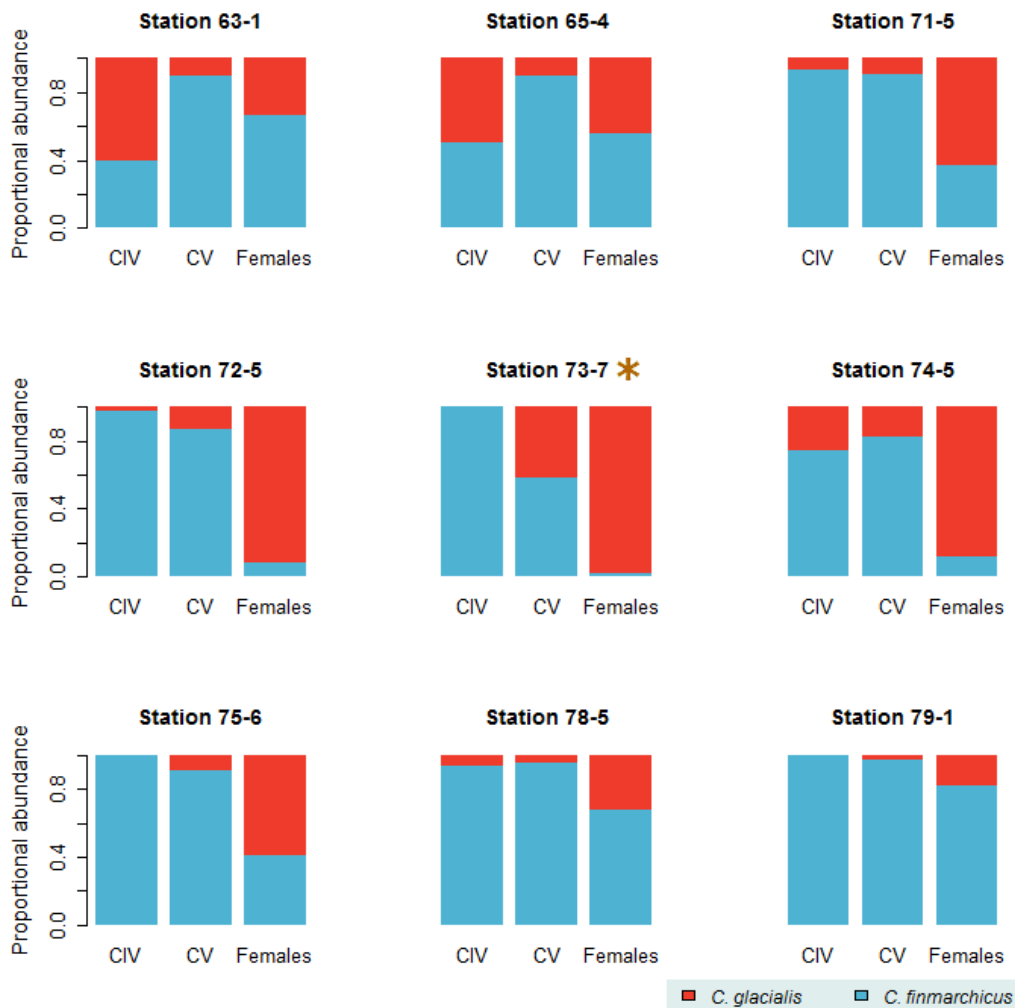 Station 63-1
Station 65-4
Station 71-5
Proportional abundance
0.0 0.4 0.8
CIV CV Females
CIV CV Females
CIV CV Females
Station 72-5
Station 73-7 *
Station 74-5
Proportional abundance
0.0 0.4 0.8
CIV CV Females
CIV CV Females
CIV CV Females
Station 75-6
Station 78-5
Station 79-1
Proportional abundance
0.0 0.4 0.8
CIV CV Females
CIV CV Females
CIV CV Females
C. glacialis C. finmarchicus